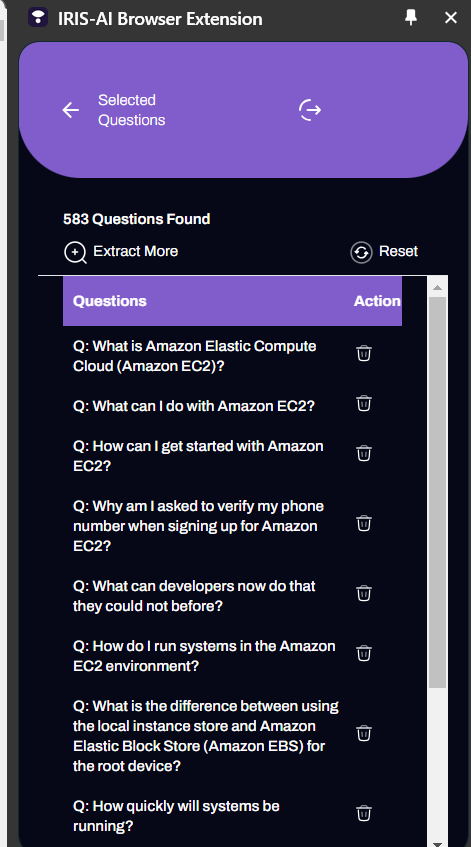 IRIS-AI Browser Extension
Selected
Questions
583 Questions Found
Extract More
Reset
Questions
Action
Q: What is Amazon Elastic Compute
Cloud (Amazon EC2)?
Q: What can I do with Amazon EC2?
Q: How can I get started with Amazon
EC2?
Q: Why am I asked to verify my phone
number when signing up for Amazon
EC2?
Q: What can developers now do that
they could not before?
Q: How do I run systems in the Amazon
EC2 environment?
Q: What is the difference between using
the local instance store and Amazon
Elastic Block Store (Amazon EBS) for
the root device?
Q: How quickly will systems be
running?